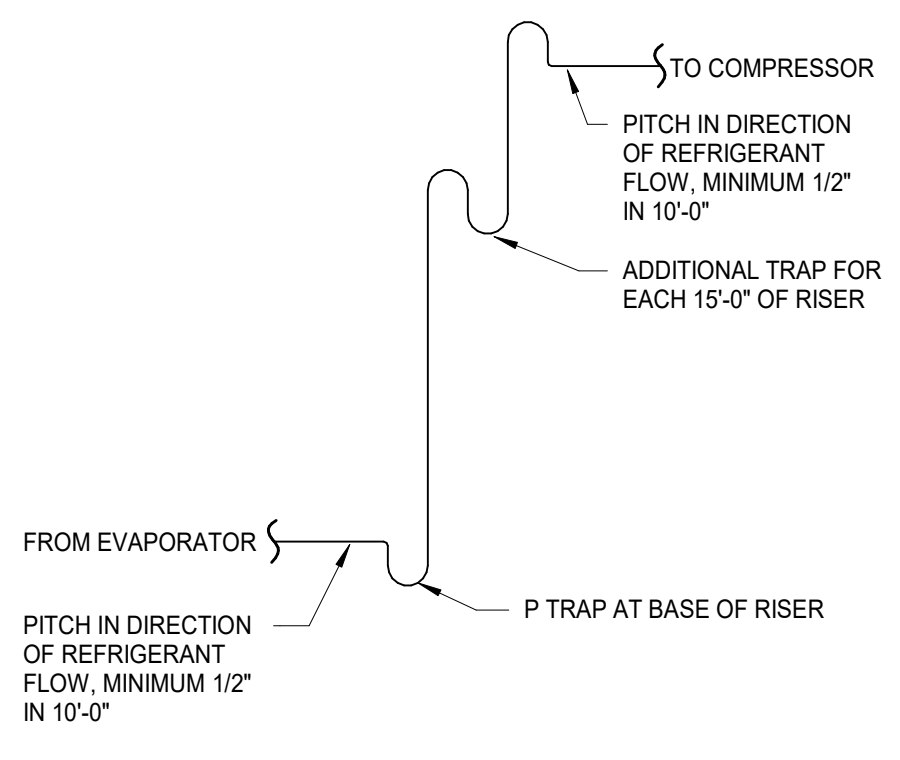 TO COMPRESSOR
PITCH IN DIRECTION
OF REFRIGERANT
FLOW, MINIMUM 1/2"
IN 10'-0"
ADDITIONAL TRAP FOR
EACH 15'-0" OF RISER
FROM EVAPORATOR
P TRAP AT BASE OF RISER
PITCH IN DIRECTION
OF REFRIGERANT
FLOW, MINIMUM 1/2"
IN 10'-0"